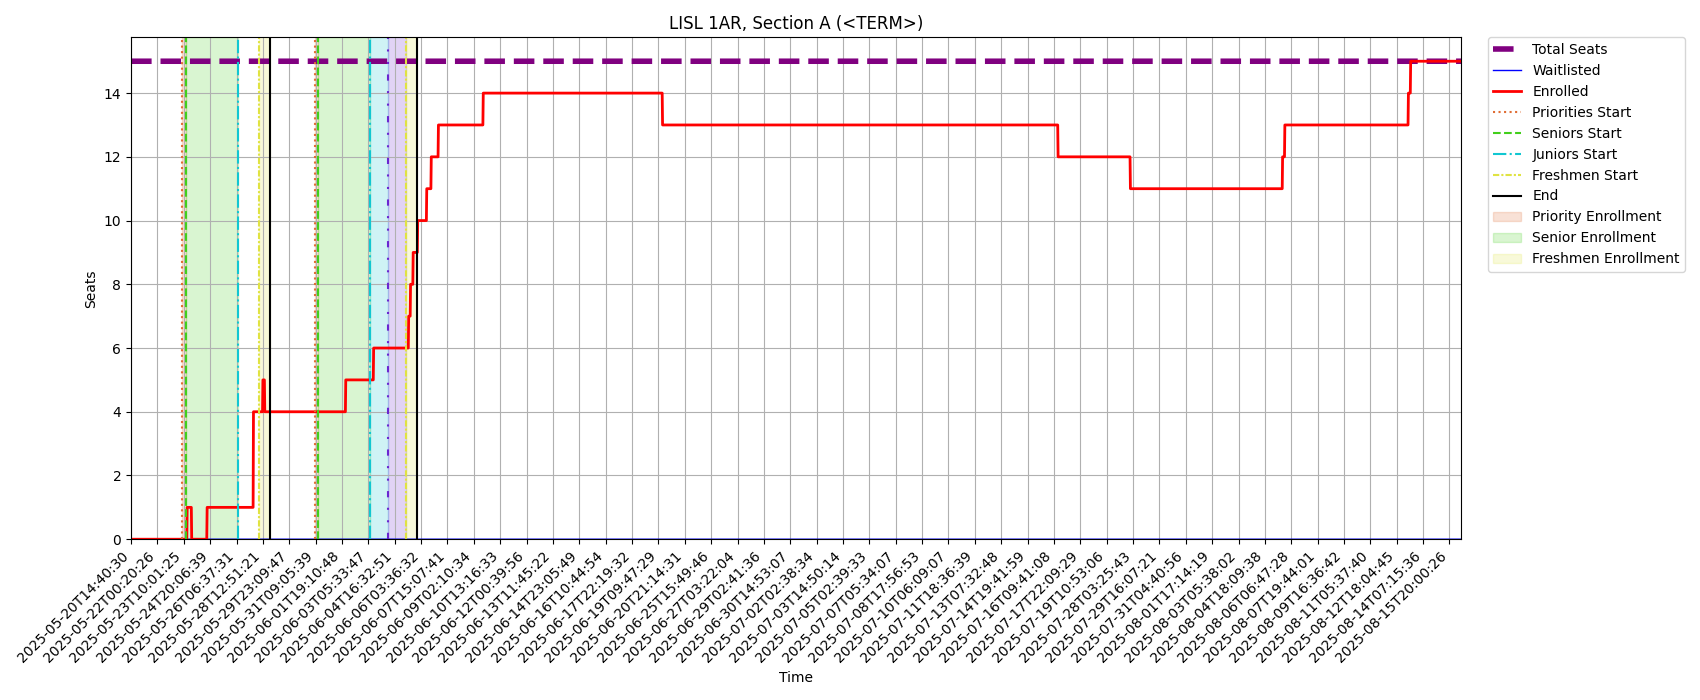 LISL 1AR, Section A (<TERM>)
Total Seats
Waitlisted
Enrolled
Priorities Start
Seniors Start
Juniors Start
Freshmen Start
End
Priority Enrollment
Senior Enrollment
Freshmen Enrollment
Seats
14
12
10
8
6
4
2
0
2025-05-20T14:40:30
2025-05-22T00:20:26
2025-05-23T10:01:25
2025-05-24T20:06:39
2025-05-26T06:37:31
2025-05-28T12:51:21
2025-05-29T23:09:47
2025-05-31T09:05:39
2025-06-01T19:10:48
2025-06-03T05:33:47
2025-06-04T16:32:51
2025-06-06T03:36:32
2025-06-07T15:07:41
2025-06-09T02:10:34
2025-06-10T13:16:33
2025-06-12T00:39:56
2025-06-13T11:45:22
2025-06-14T23:05:49
2025-06-16T10:44:54
2025-06-17T22:19:32
2025-06-19T09:47:29
2025-06-20T21:14:31
2025-06-25T15:49:46
2025-06-27T03:22:04
2025-06-29T02:41:36
2025-06-30T14:53:07
2025-07-02T02:38:34
2025-07-03T14:50:14
2025-07-05T02:39:33
2025-07-07T05:34:07
2025-07-08T17:56:53
2025-07-10T06:09:07
2025-07-11T18:36:39
2025-07-13T07:32:48
2025-07-14T19:41:59
2025-07-16T09:41:08
2025-07-17T22:09:29
2025-07-19T10:53:06
2025-07-28T03:25:43
2025-07-29T16:07:21
2025-07-31T04:40:56
2025-08-01T17:14:19
2025-08-03T05:38:02
2025-08-04T18:09:38
2025-08-06T06:47:28
2025-08-07T19:44:01
2025-08-09T16:36:42
2025-08-11T05:37:40
2025-08-12T18:04:45
2025-08-14T07:15:36
2025-08-15T20:00:26
Time